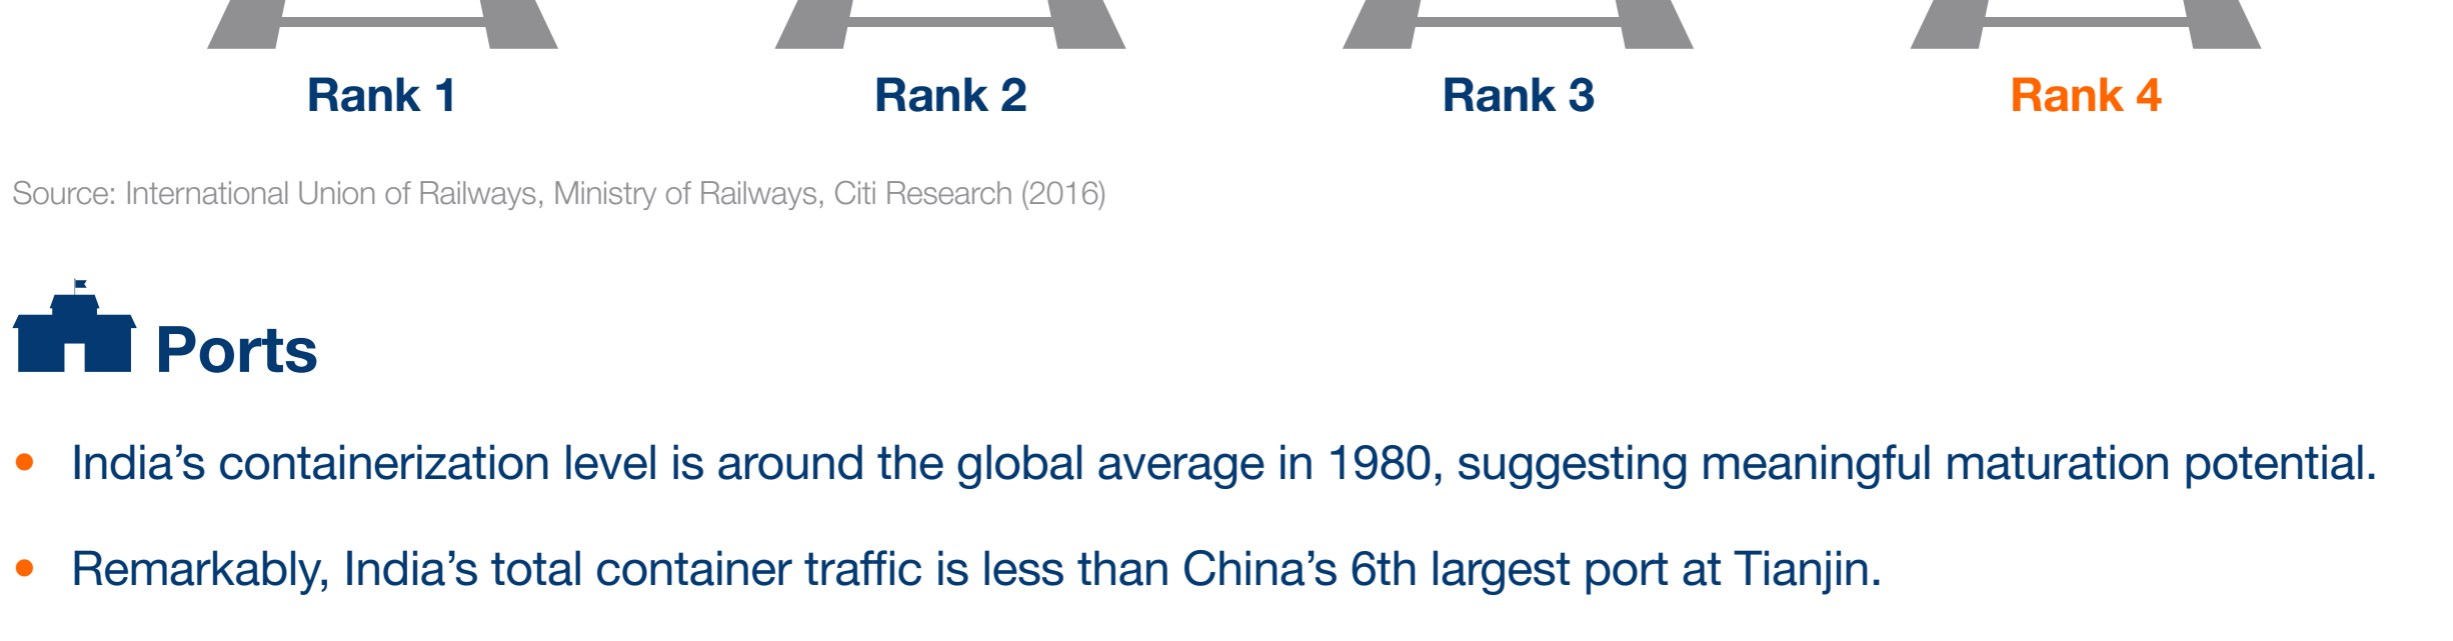 Rank 1 Rank 2 Rank 3 Rank 4
Source: International Union of Railways, Ministry of Railways, Citi Research (2016)
Ports
• India’s containerization level is around the global average in 1980, suggesting meaningful maturation potential.
• Remarkably, India’s total container traffic is less than China’s 6th largest port at Tianjin.